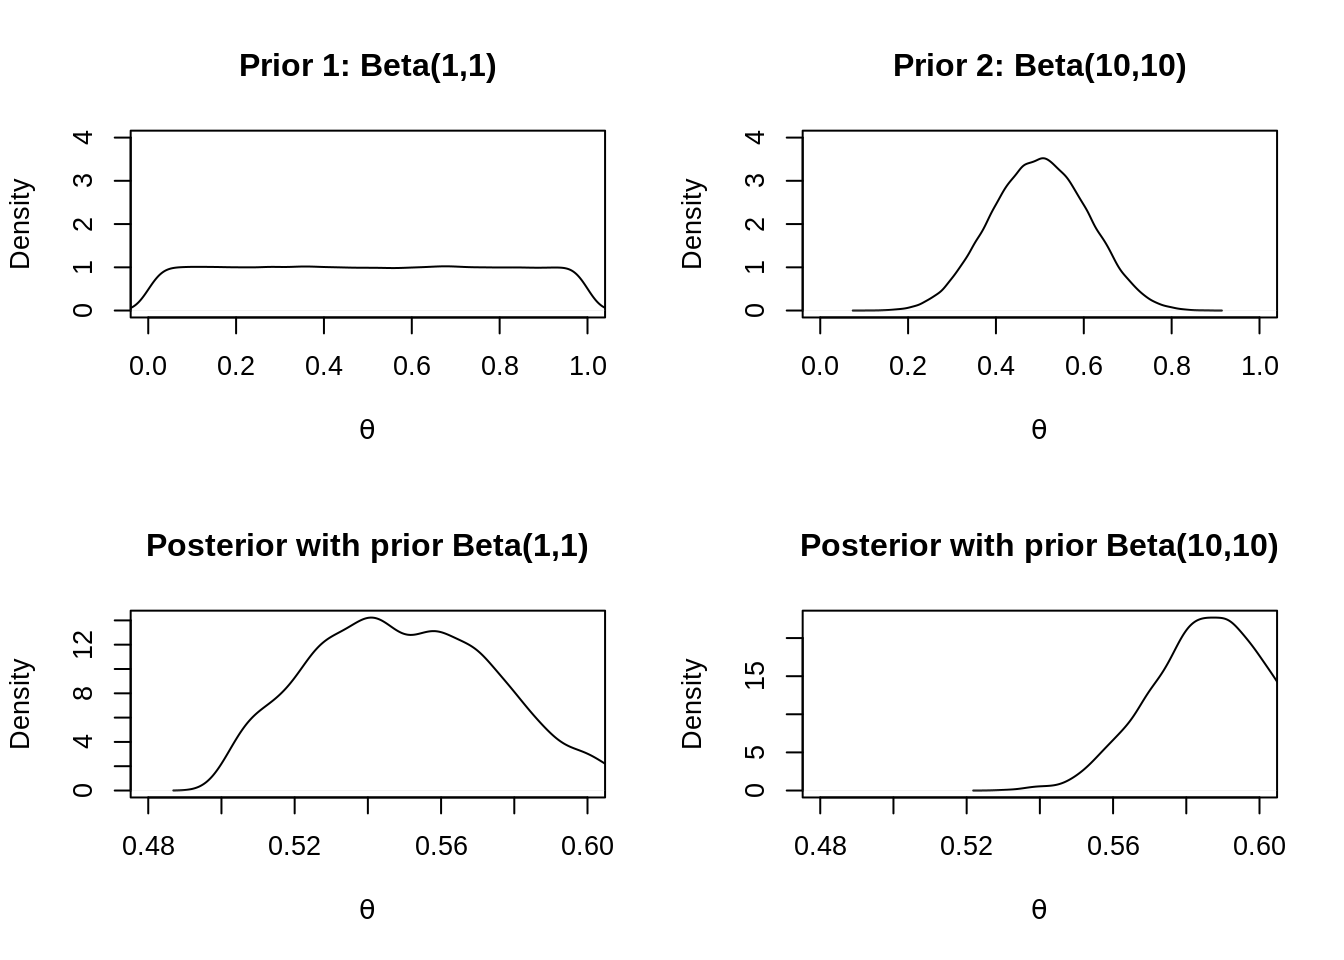 Prior 1: Beta(1,1)
Density
4
3
2
1
0
0.0 0.2 0.4 0.6 0.8 1.0
θ
Prior 2: Beta(10,10)
Density
4
3
2
1
0
0.0 0.2 0.4 0.6 0.8 1.0
θ
Posterior with prior Beta(1,1)
Density
12
8
4
0
0.48 0.52 0.56 0.60
θ
Posterior with prior Beta(10,10)
Density
15
5
0
0.48 0.52 0.56 0.60
θ